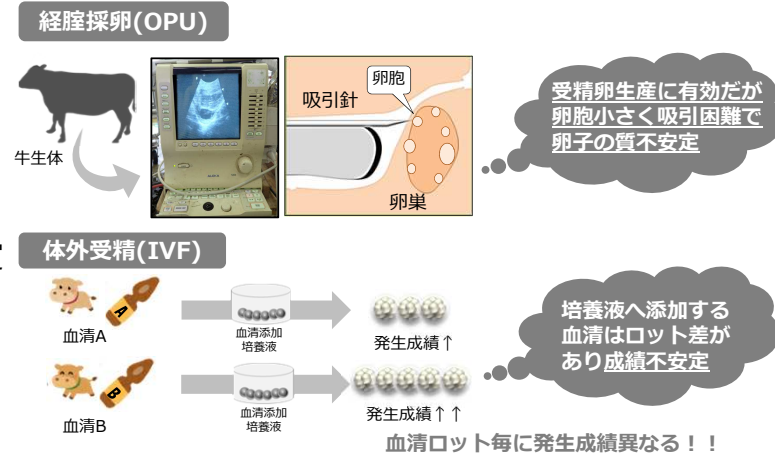 経腟採卵(OPU)
牛生体
吸引針
卵胞
卵巣
受精卵生産に有効だが
卵胞小さく吸引困難で
卵子の質不安定
体外受精(IVF)
A
血清A
血清添加
培養液
発生成績↑
B
血清B
血清添加
培養液
発生成績↑↑
培養液へ添加する
血清はロット差が
あり成績不安定
血清ロット毎に発生成績異なる！！